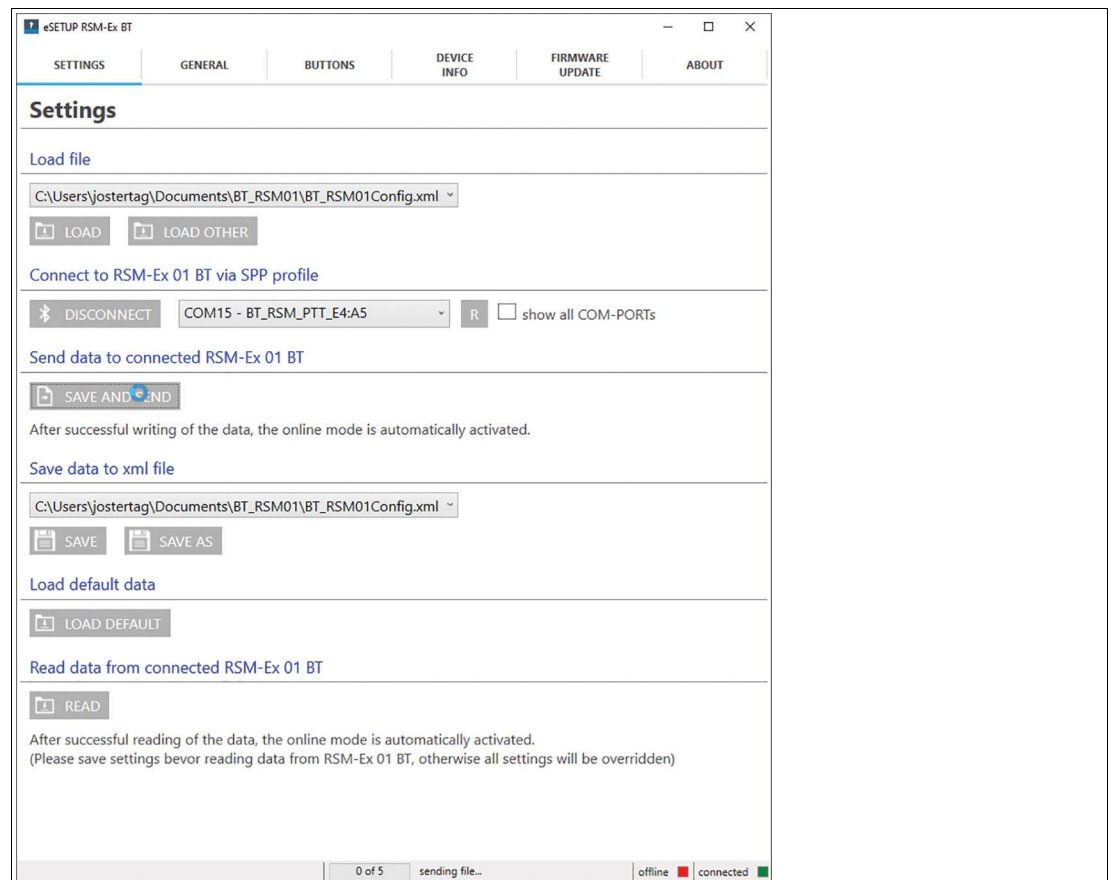 eSETUP RSM-Ex BT
SETTINGS GENERAL BUTTONS DEVICE INFO FIRMWARE UPDATE ABOUT
Settings
Load file
C:\Users\jostertag\Documents\BT_RSM01\BT_RSM01Config.xml
LOAD LOAD OTHER
Connect to RSM-Ex 01 BT via SPP profile
DISCONNECT COM15 - BT_RSM_PTT_E4:A5 R show all COM-PORTs
Send data to connected RSM-Ex 01 BT
SAVE AND SEND
After successful writing of the data, the online mode is automatically activated.
Save data to xml file
C:\Users\jostertag\Documents\BT_RSM01\BT_RSM01Config.xml
SAVE SAVE AS
Load default data
LOAD DEFAULT
Read data from connected RSM-Ex 01 BT
READ
After successful reading of the data, the online mode is automatically activated.
(Please save settings bevor reading data from RSM-Ex 01 BT, otherwise all settings will be overridden)
0 of 5 sending file... offline connected